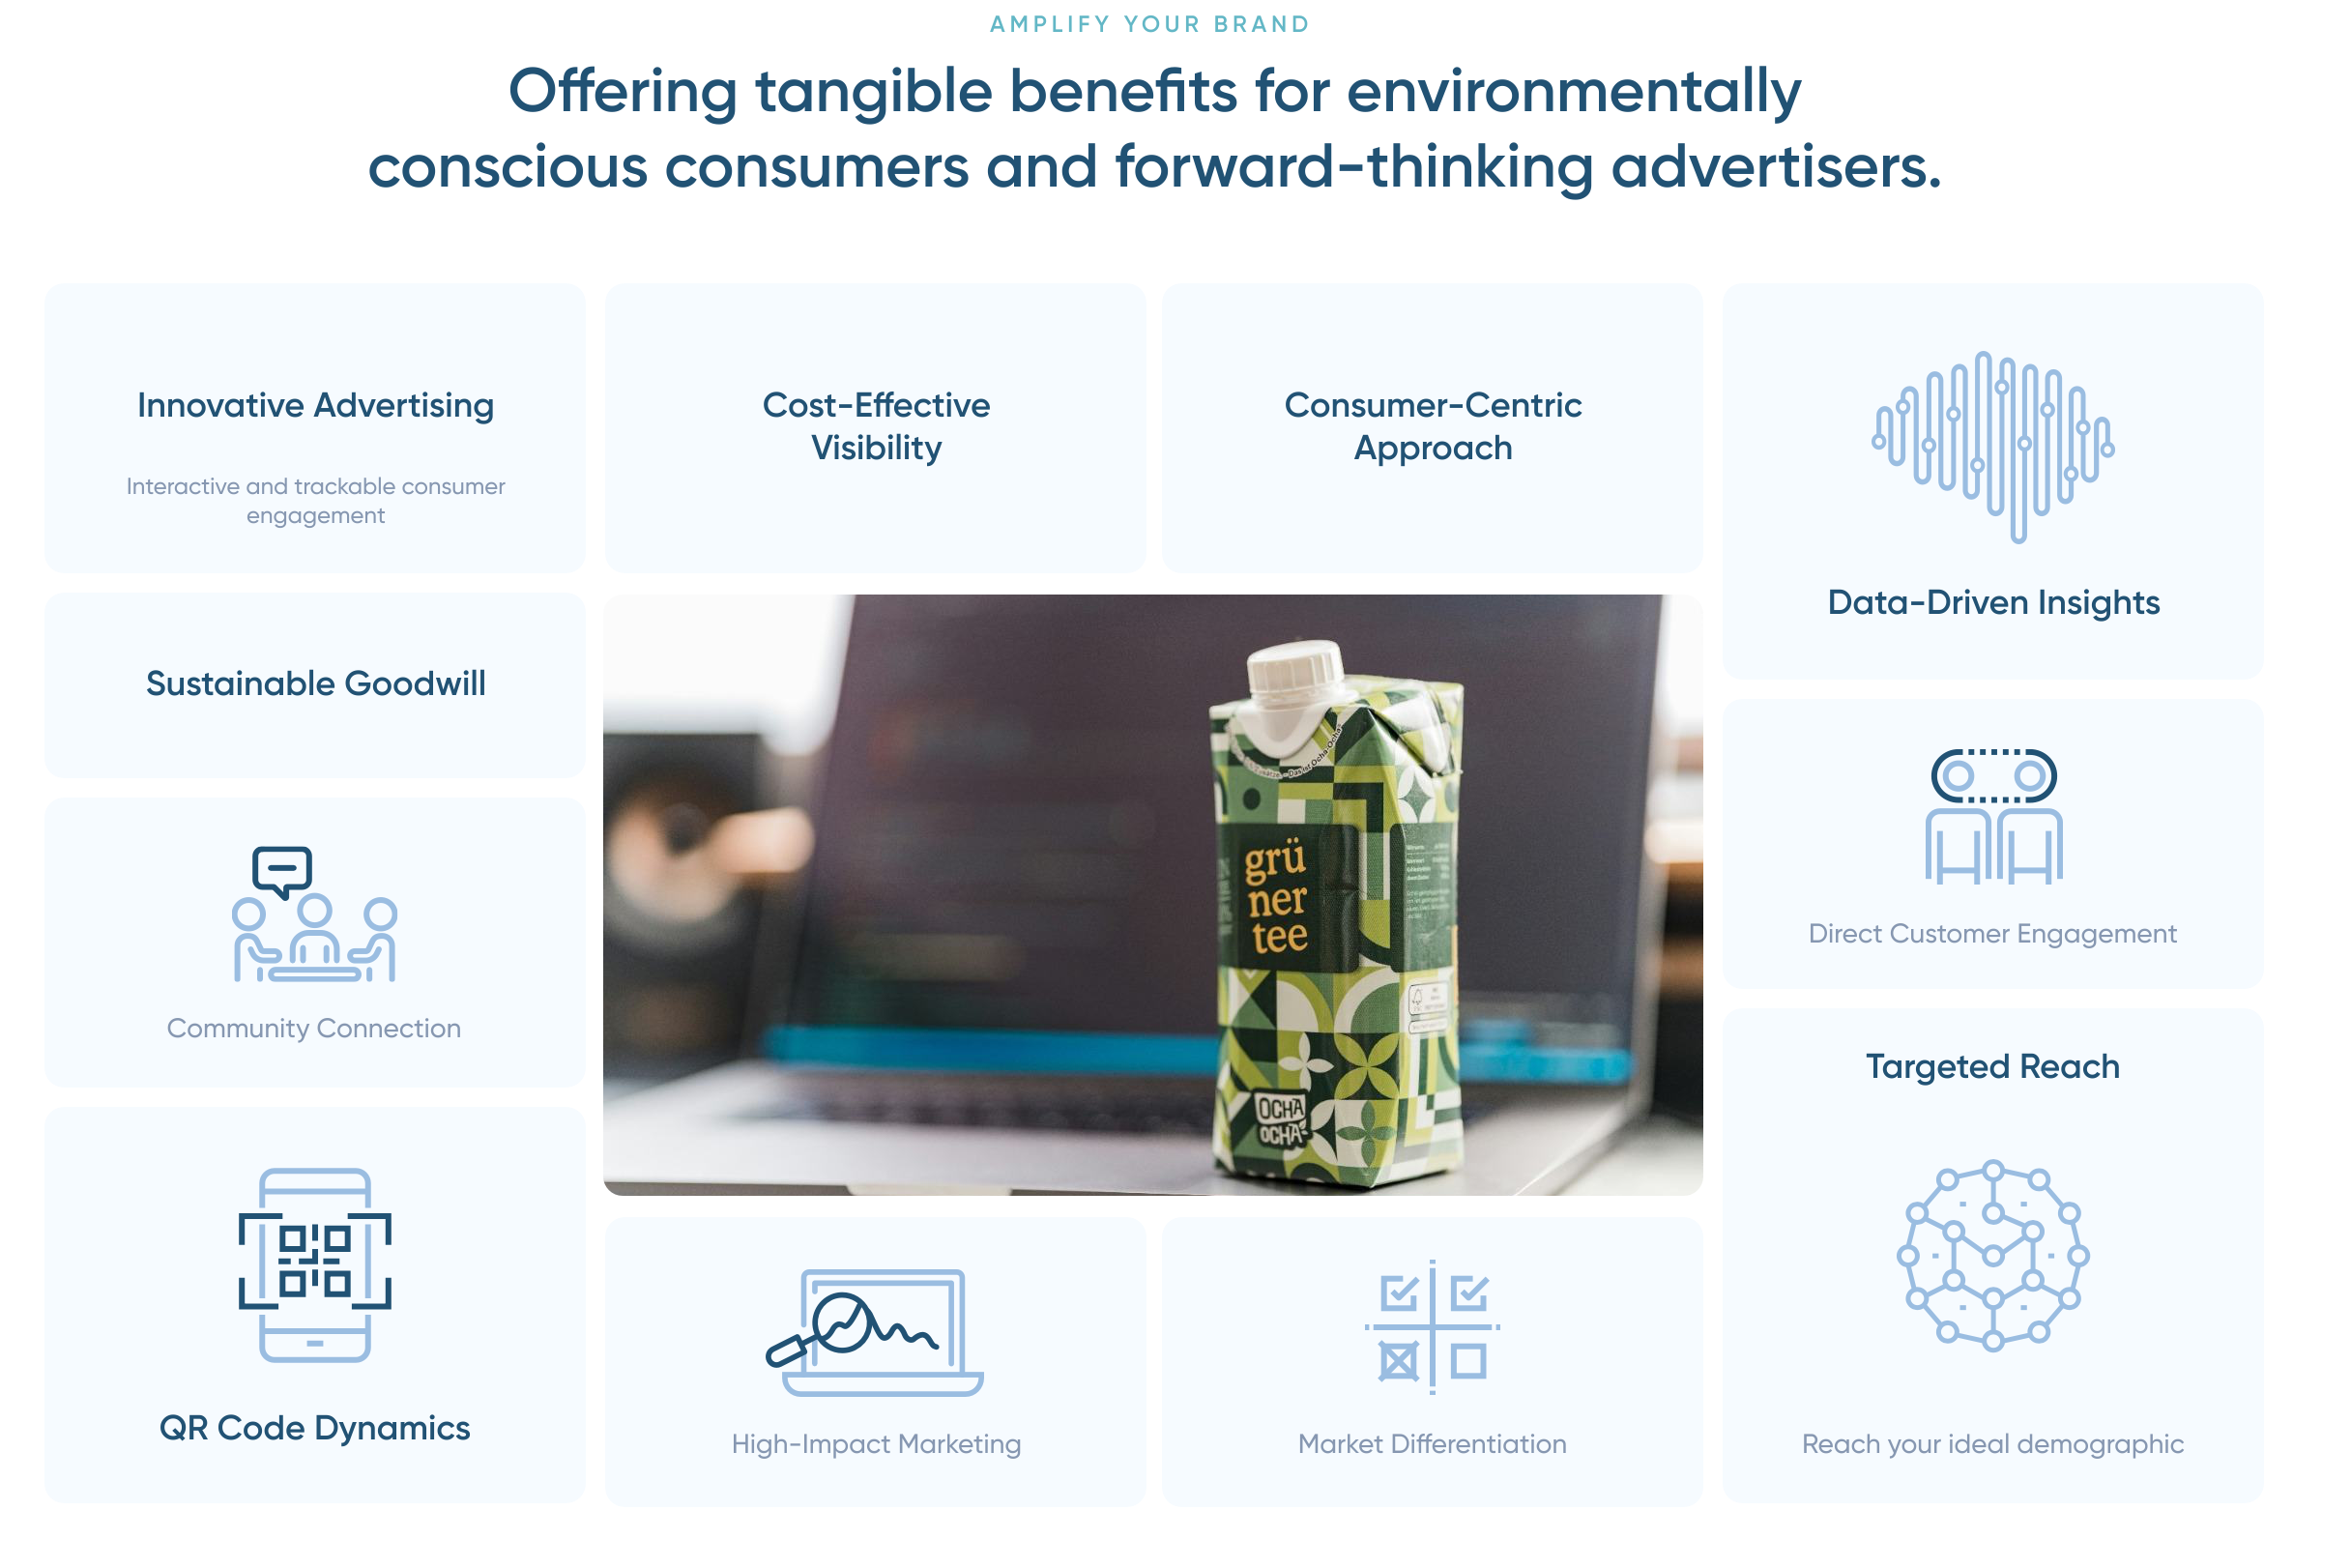 AMPLIFY YOUR BRAND
Offering tangible benefits for environmentally
conscious consumers and forward-thinking advertisers.
Innovative Advertising
Interactive and trackable consumer
engagement
Cost-Effective
Visibility
Consumer-Centric
Approach
Data-Driven Insights
Sustainable Goodwill
grü
ner
tee
OCHA
OCHA
Direct Customer Engagement
Community Connection
Targeted Reach
Reach your ideal demographic
QR Code Dynamics
High-Impact Marketing
Market Differentiation